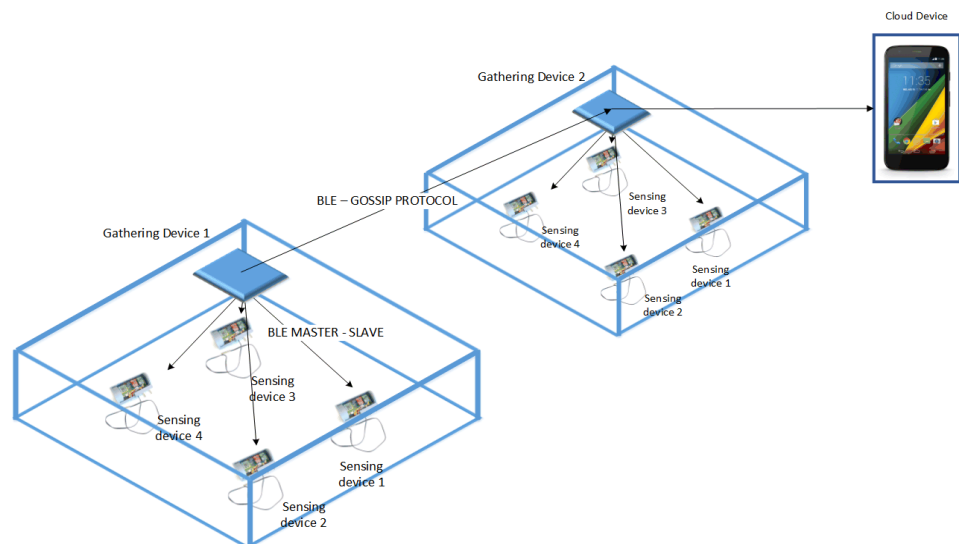 Cloud Device
11:35
Gathering Device 2
Sensing
device 3
Sensing
device 4
Sensing
device 1
Sensing
device 2
BLE – GOSSIP PROTOCOL
Gathering Device 1
BLE MASTER - SLAVE
Sensing
device 3
Sensing
device 4
Sensing
device 1
Sensing
device 2